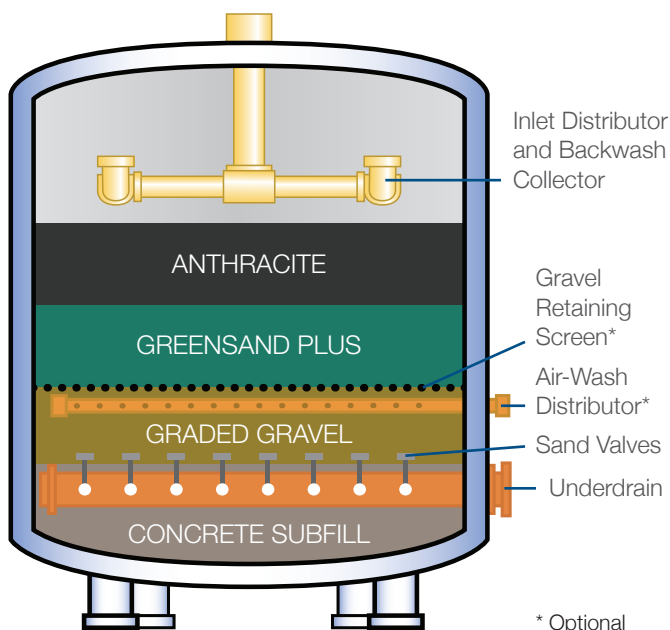 Inlet Distributor
and Backwash
Collector
ANTHRACITE
Gravel
Retaining
Screen*
GREENSAND PLUS
Air-Wash
Distributor*
GRADED GRAVEL
Sand Valves
Underdrain
CONCRETE SUBFILL
* Optional